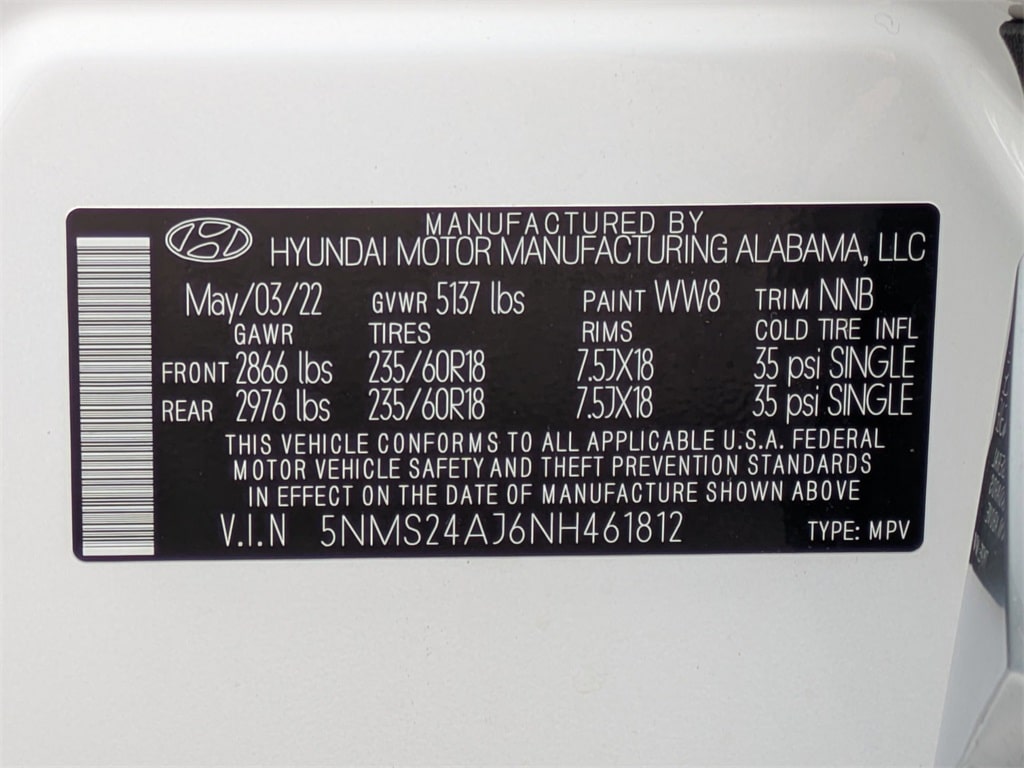 MANUFACTURED BY
HYUNDAI MOTOR MANUFACTURING ALABAMA, LLC
May/03/22 GVWR 5137 lbs PAINT WW8 TRIM NNB
GAWR TIRES RIMS COLD TIRE INFL
FRONT 2866 lbs 235/60R18 7.5JX18 35 psi SINGLE
REAR 2976 lbs 235/60R18 7.5JX18 35 psi SINGLE
THIS VEHICLE CONFORMS TO ALL APPLICABLE U.S.A. FEDERAL
MOTOR VEHICLE SAFETY AND THEFT PREVENTION STANDARDS
IN EFFECT ON THE DATE OF MANUFACTURE SHOWN ABOVE
V.I.N 5NMS24AJ6NH461812 TYPE: MPV